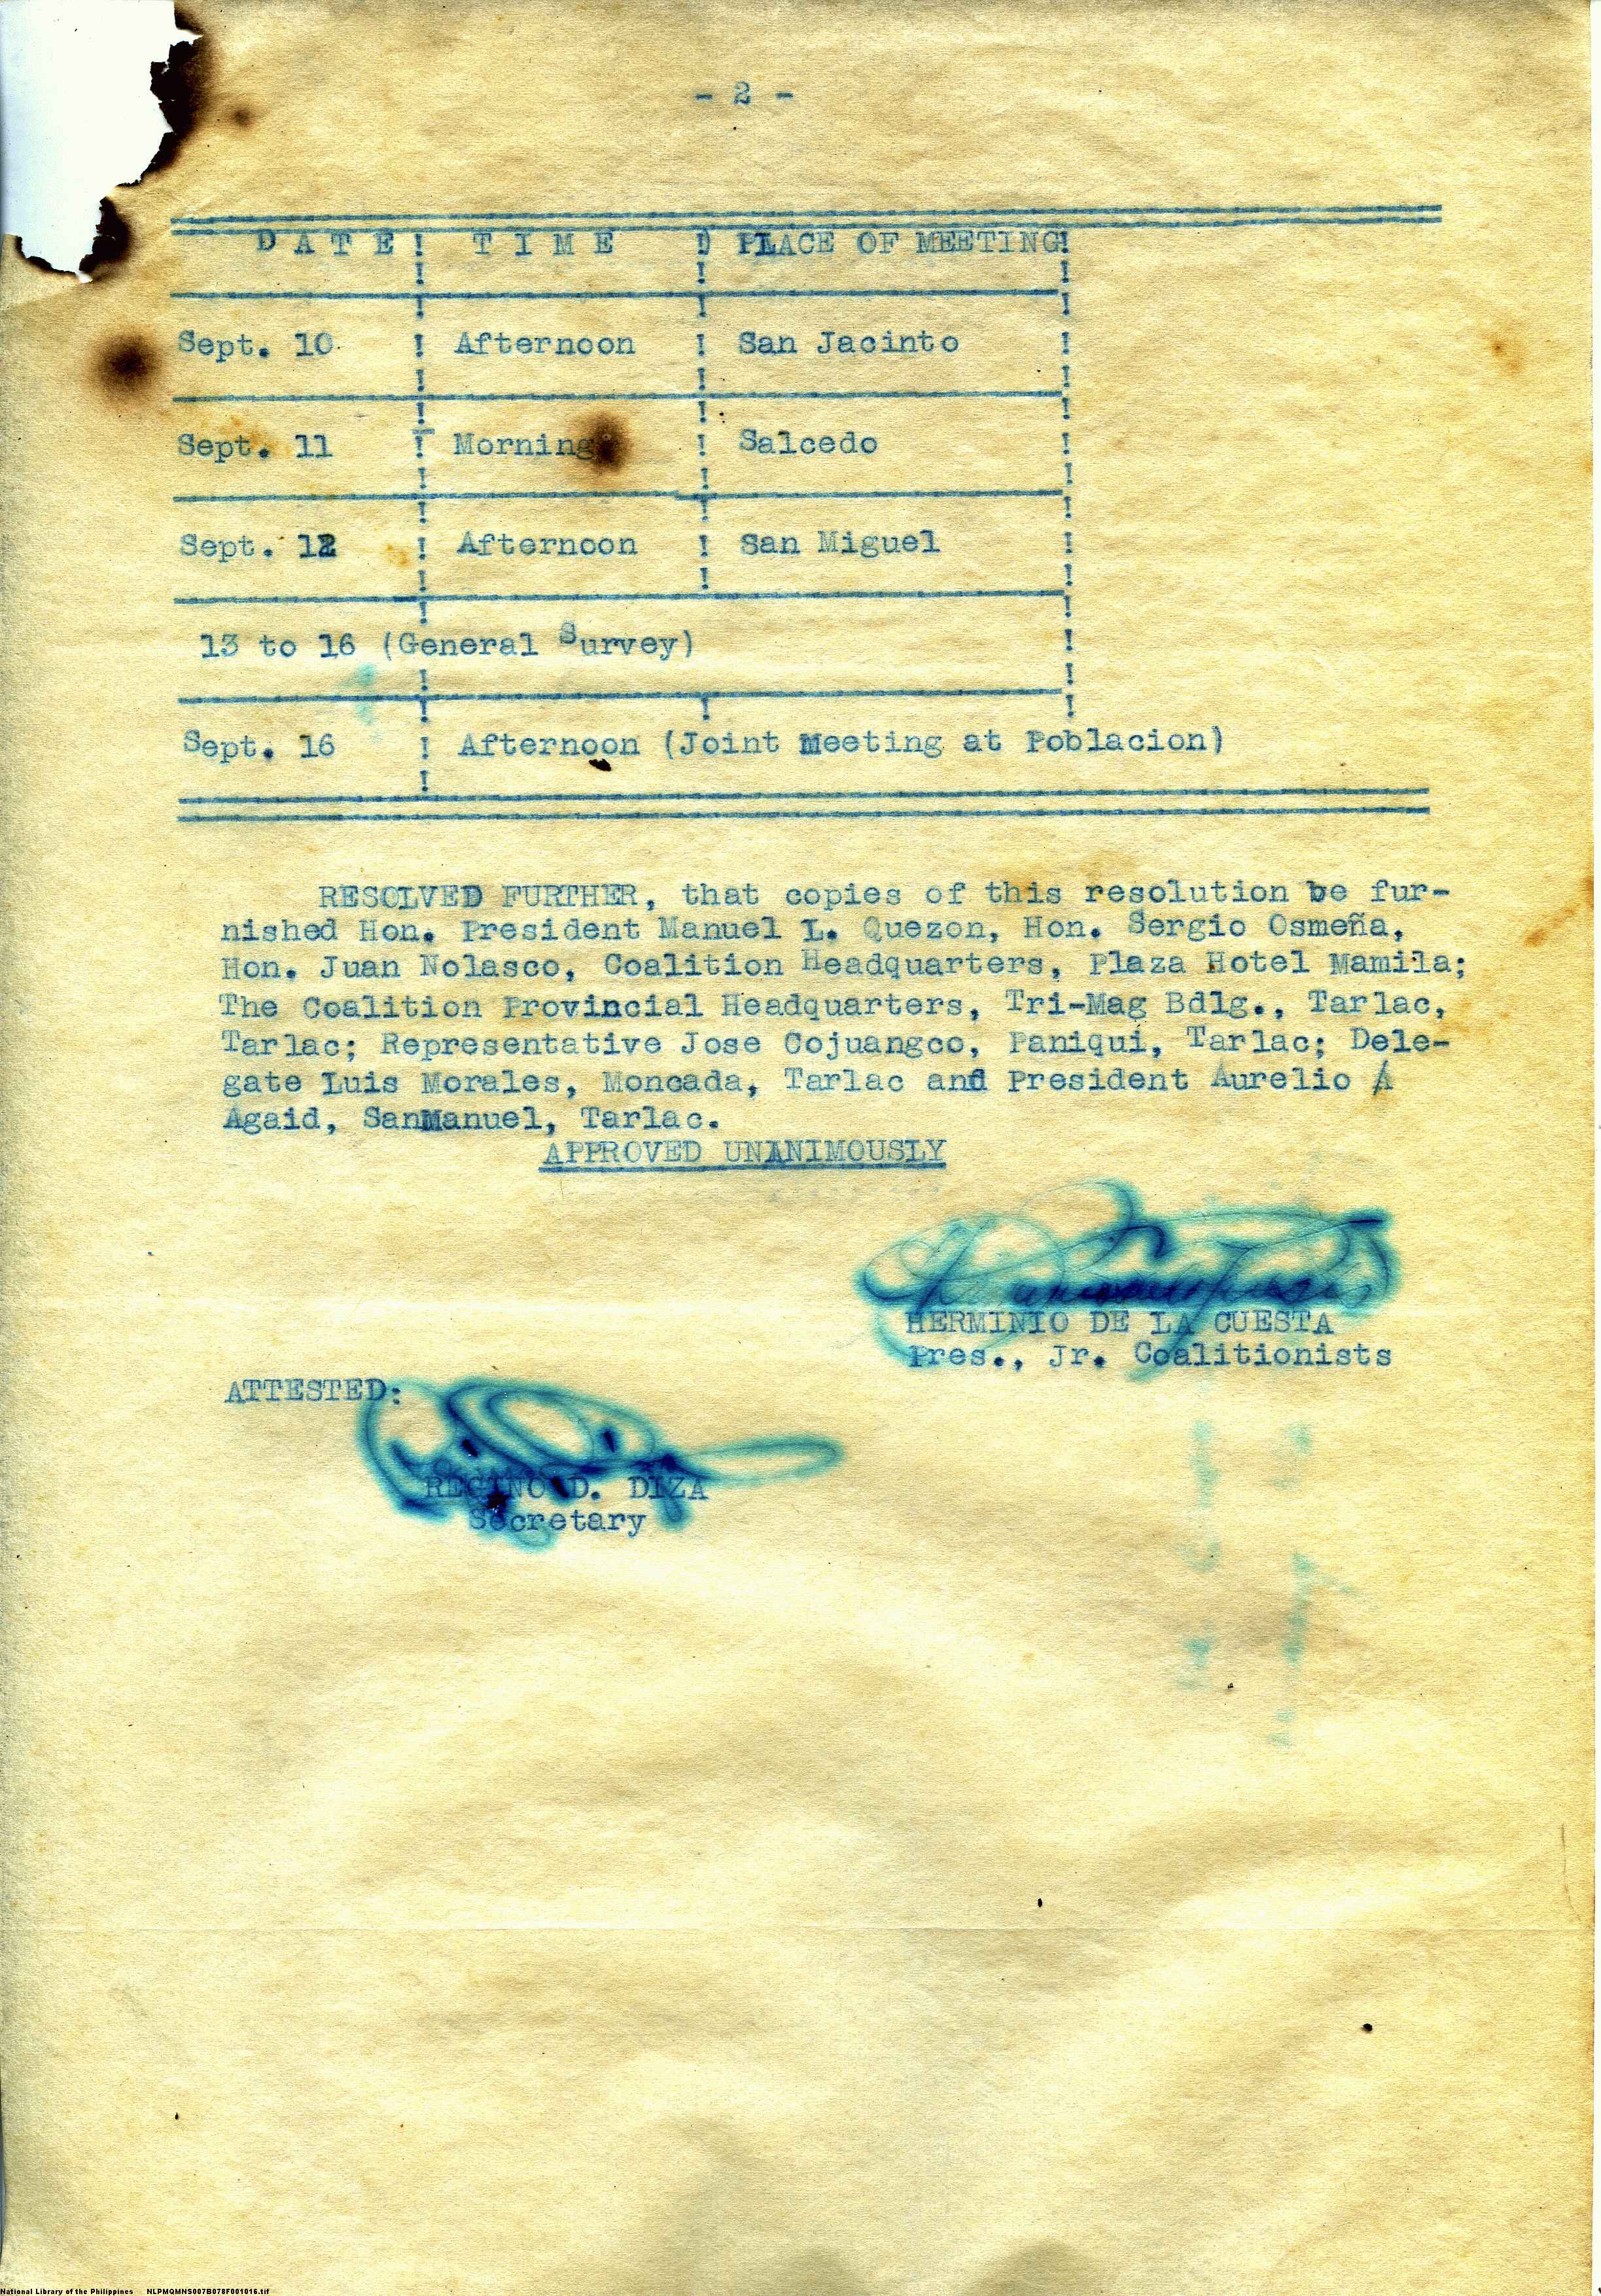 - 2 -
D A T E ! T I M E ! PLACE OF MEETING!
Sept. 10 ! Afternoon ! San Jacinto !
Sept. 11 ! Morning ! Salcedo !
Sept. 12 ! Afternoon ! San Miguel !
13 to 16 (General Survey) !
Sept. 16 ! Afternoon (Joint Meeting at Poblacion)
RESOLVED FURTHER, that copies of this resolution be fur-
nished Hon. President Manuel L. Quezon, Hon. Sergio Osmeña,
Hon. Juan Nolasco, Coalition Headquarters, Plaza Hotel Mamila;
The Coalition Provincial Headquarters, Tri-Mag Bdlg., Tarlac,
Tarlac; Representative Jose Cojuangco, Paniqui, Tarlac; Dele-
gate Luis Morales, Moncada, Tarlac and President Aurelio A
Agaid, SanManuel, Tarlac.
APPROVED UNANIMOUSLY
HERMINIO DE LA CUESTA
Pres., Jr. Coalitionists
ATTESTED:
REGINO D. DIZA
Secretary
National Library of the Philippines NLPMQMNS007B078F001016.tif